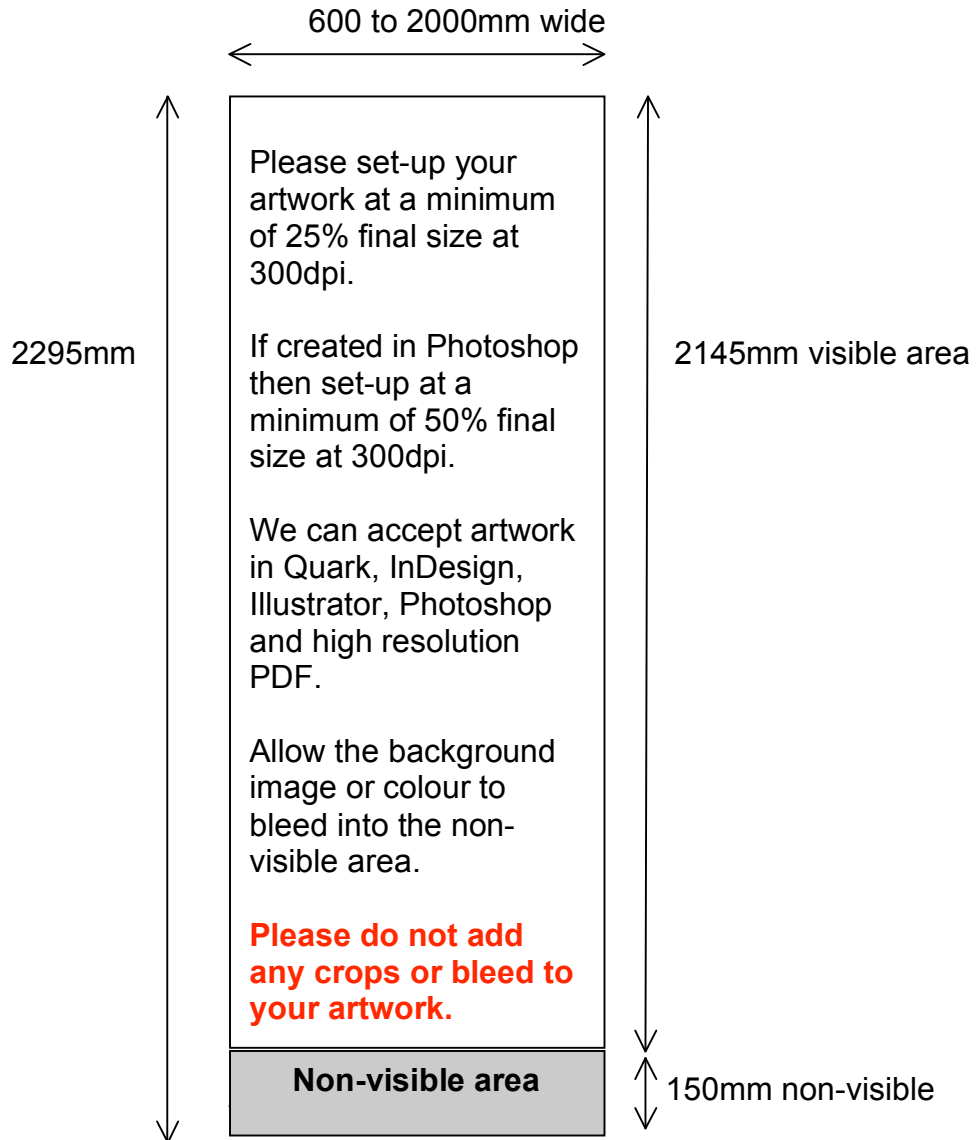 600 to 2000mm wide
Please set-up your
artwork at a minimum
of 25% final size at
300dpi.
2295mm
If created in Photoshop
then set-up at a
minimum of 50% final
size at 300dpi.
2145mm visible area
We can accept artwork
in Quark, InDesign,
Illustrator, Photoshop
and high resolution
PDF.
Allow the background
image or colour to
bleed into the non-
visible area.
Please do not add
any crops or bleed to
your artwork.
Non-visible area
150mm non-visible